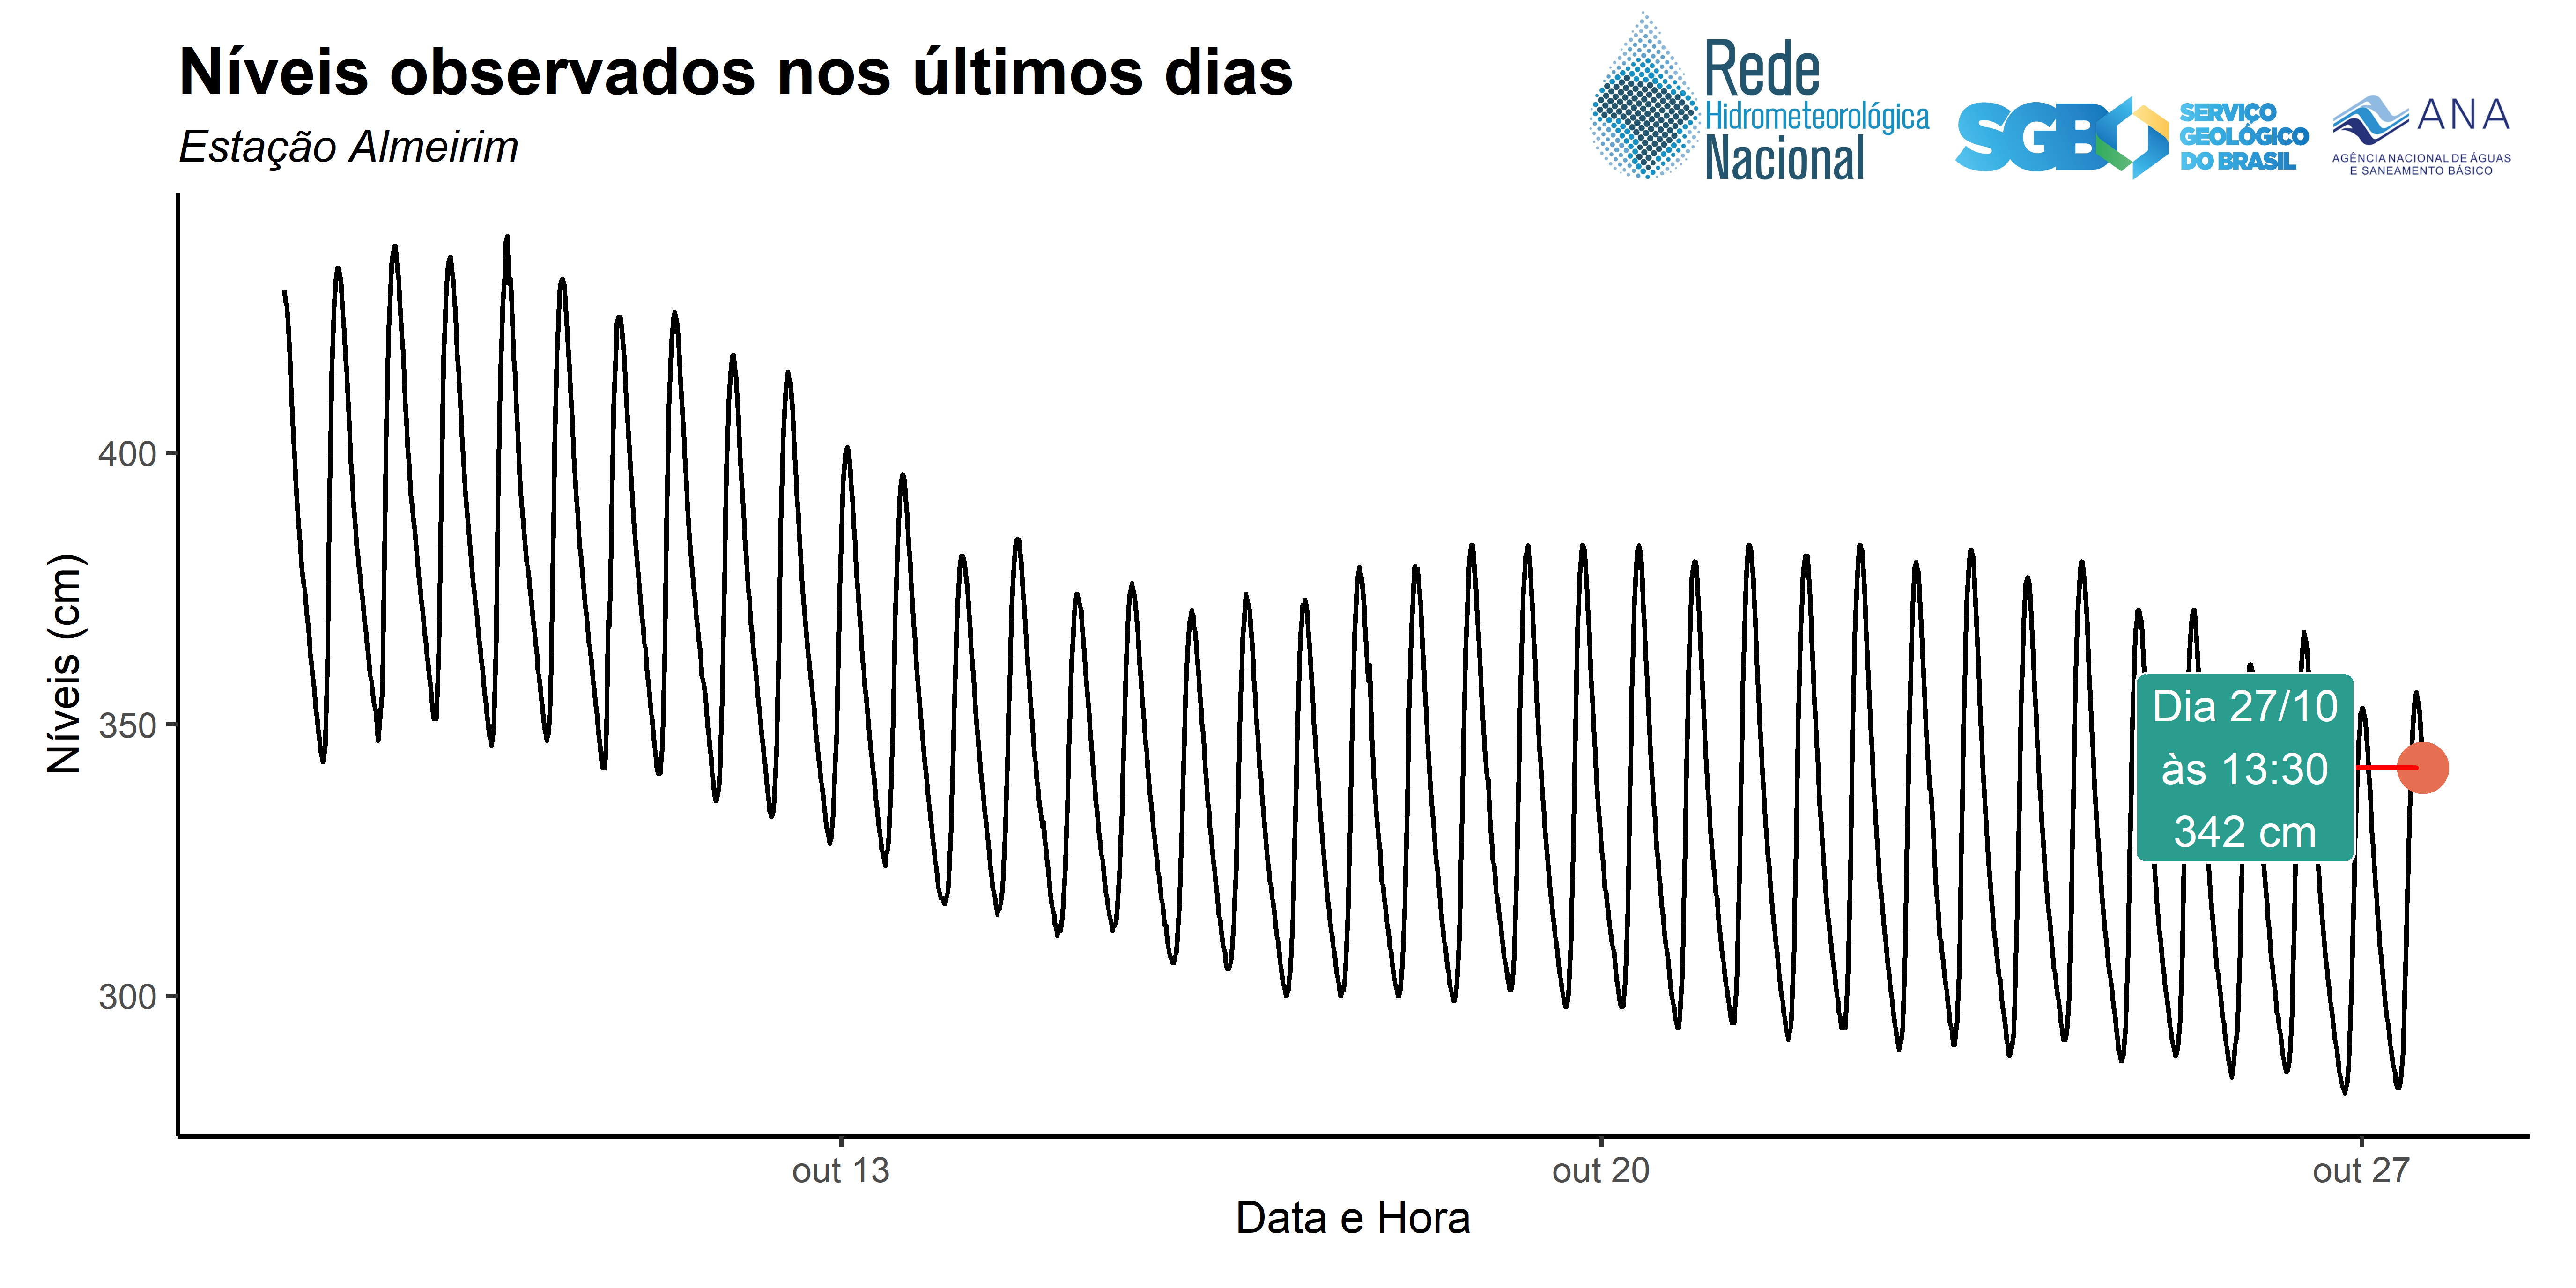 Níveis observados nos últimos dias
Estação Almeirim
Rede
Hidrometeorológica
Nacional
SGB
SERVIÇO
GEOLÓGICO
DO BRASIL
ANA
AGÊNCIA NACIONAL DE ÁGUAS
E SANEAMENTO BÁSICO
Níveis (cm)
400
350
300
Dia 27/10
às 13:30
342 cm
out 13
out 20
out 27
Data e Hora